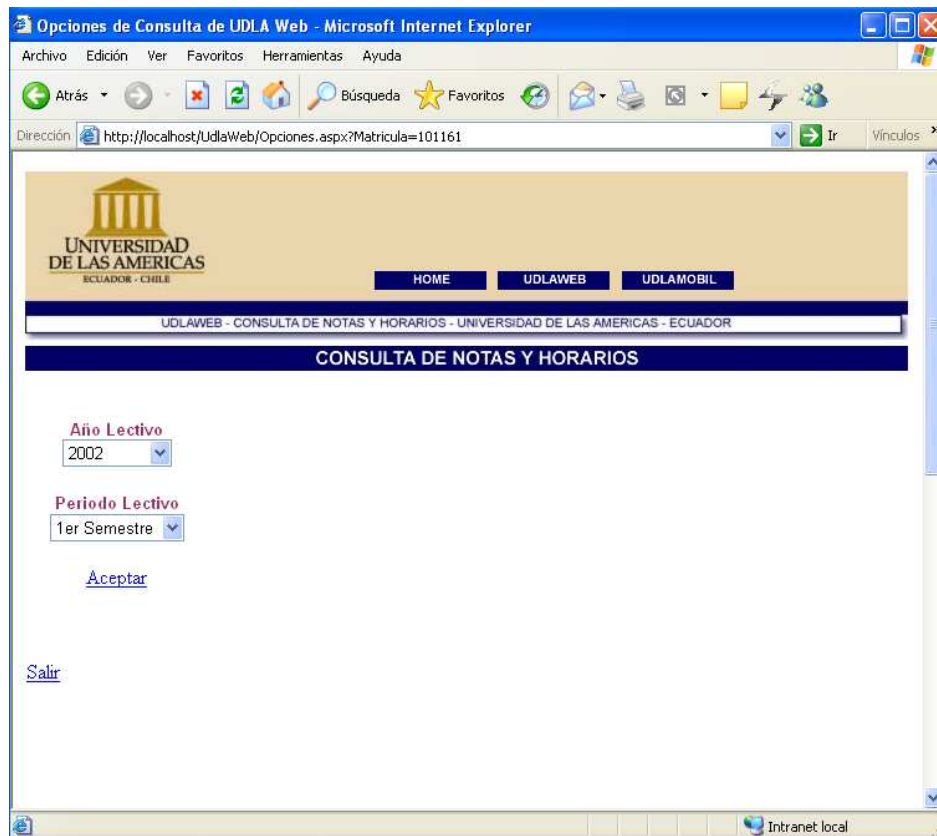 Opciones de Consulta de UDLA Web - Microsoft Internet Explorer
Archivo Edición Ver Favoritos Herramientas Ayuda
Atrás Búsqueda Favoritos
Dirección http://localhost/UdlaWeb/Opciones.aspx?Matricula=101161 Ir Vínculos »
UNIVERSIDAD
DE LAS AMERICAS
ECUADOR - CHILE
HOME UDLAWEB UDLAMOBIL
UDLAWEB - CONSULTA DE NOTAS Y HORARIOS - UNIVERSIDAD DE LAS AMERICAS - ECUADOR
CONSULTA DE NOTAS Y HORARIOS
Año Lectivo
2002
Periodo Lectivo
1er Semestre
Aceptar
Salir
Intranet local